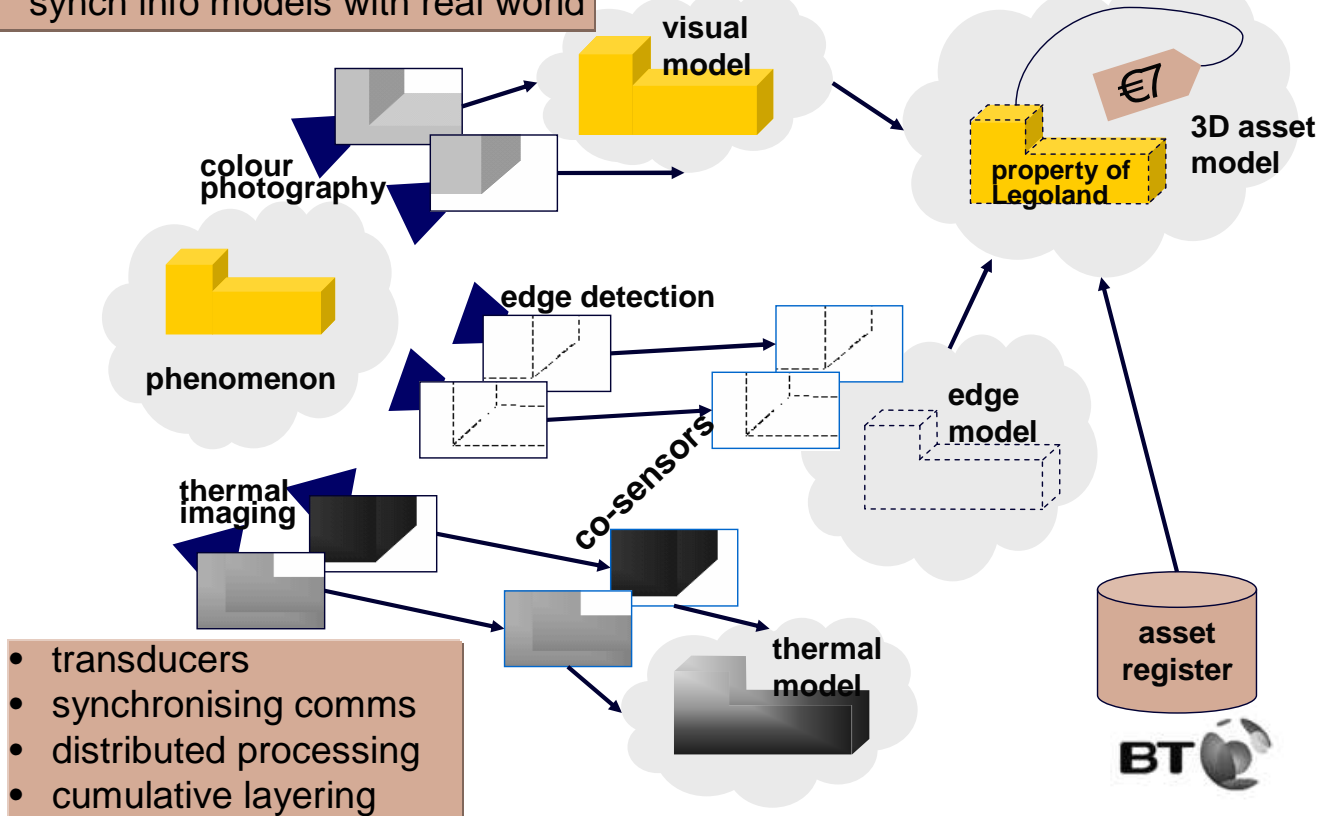 synch info models with real world
visual
model
€7
3D asset
model
property of
Legoland
colour
photography
phenomenon
edge detection
edge
model
co-sensors
thermal
imaging
thermal
model
asset
register
BT
• transducers
• synchronising comms
• distributed processing
• cumulative layering